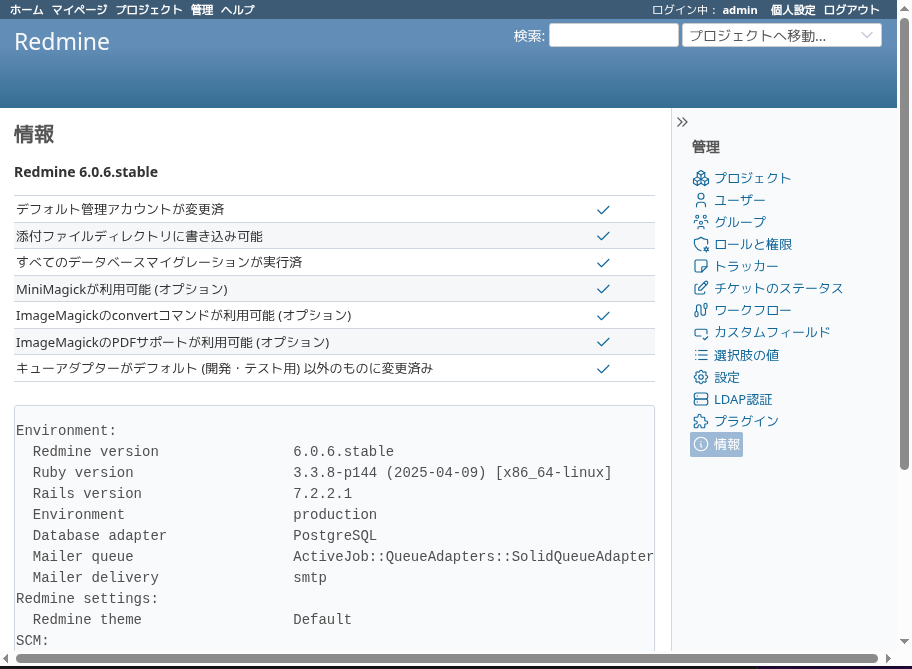 ホーム マイページ プロジェクト 管理 ヘルプ
ログイン中： admin 個人設定 ログアウト
Redmine
検索:
プロジェクトへ移動...
情報
Redmine 6.0.6.stable
デフォルト管理アカウントが変更済
添付ファイルディレクトリに書き込み可能
すべてのデータベースマイグレーションが実行済
MiniMagickが利用可能 (オプション)
ImageMagickのconvertコマンドが利用可能 (オプション)
ImageMagickのPDFサポートが利用可能 (オプション)
キューアダプターがデフォルト (開発・テスト用) 以外のものに変更済み
Environment:
Redmine version 6.0.6.stable
Ruby version 3.3.8-p144 (2025-04-09) [x86_64-linux]
Rails version 7.2.2.1
Environment production
Database adapter PostgreSQL
Mailer queue ActiveJob::QueueAdapters::SolidQueueAdapter
Mailer delivery smtp
Redmine settings:
Redmine theme Default
SCM:
管理
プロジェクト
ユーザー
グループ
ロールと権限
トラッカー
チケットのステータス
ワークフロー
カスタムフィールド
選択肢の値
設定
LDAP認証
プラグイン
情報